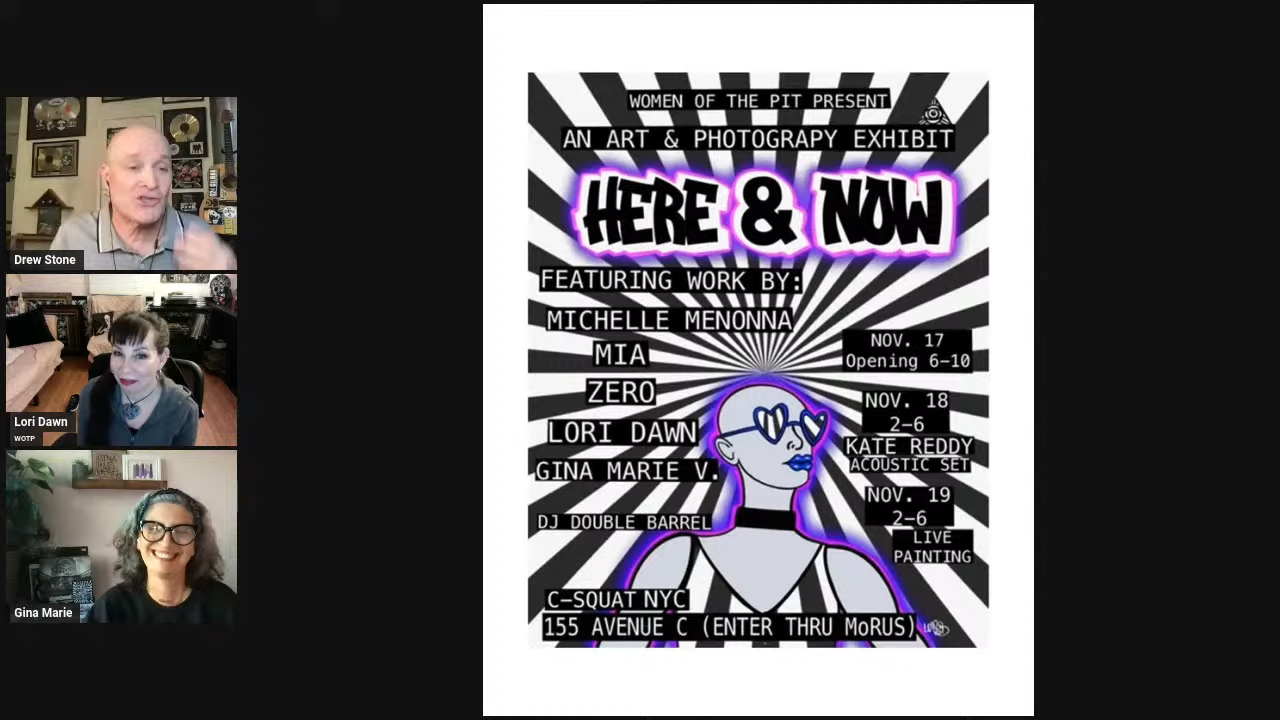 Drew Stone
Lori Dawn
WOTP
Gina Marie
WOMEN OF THE PIT PRESENT
AN ART & PHOTOGRAPY EXHIBIT
HERE & NOW
FEATURING WORK BY:
MICHELLE MENONNA
MIA
ZERO
LORI DAWN
GINA MARIE V.
DJ DOUBLE BARREL
NOV. 17
Opening 6-10
NOV. 18
2-6
KATE REDDY
ACOUSTIC SET
NOV. 19
2-6
LIVE
PAINTING
C-SQUAT NYC
155 AVENUE C (ENTER THRU MoRUS)